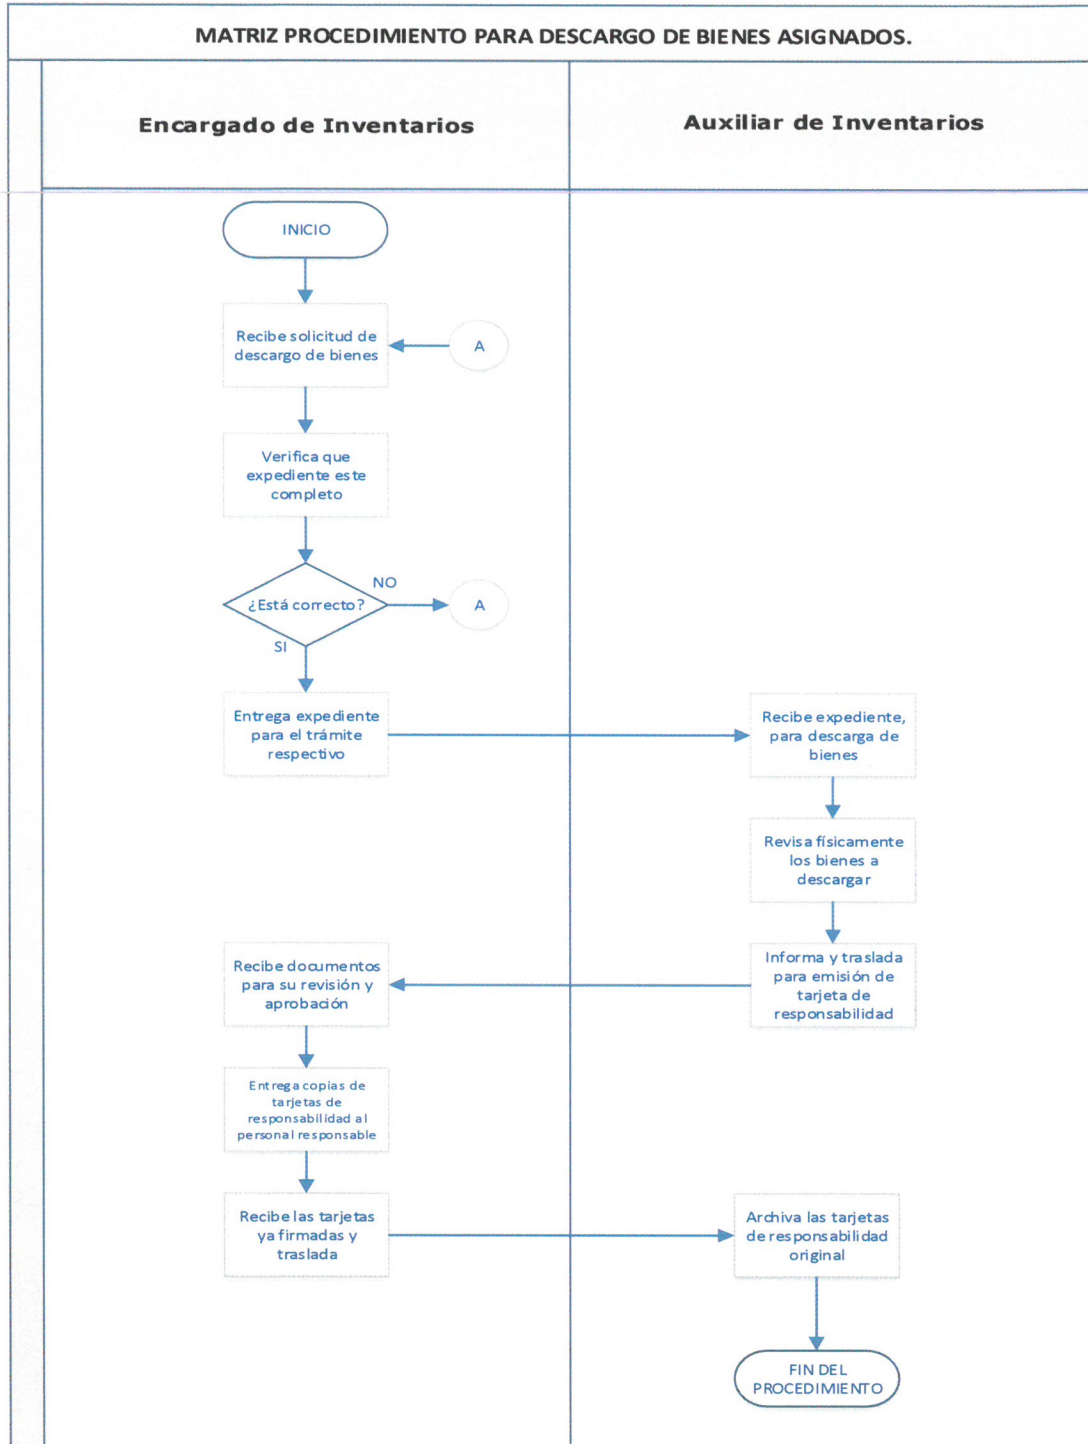 MATRIZ PROCEDIMIENTO PARA DESCARGO DE BIENES ASIGNADOS.
Encargado de Inventarios
Auxiliar de Inventarios
INICIO
Recibe solicitud de
descargo de bienes
A
Verifica que
expediente este
completo
¿Está correcto?
NO
A
SI
Entrega expediente
para el trámite
respectivo
Recibe expediente,
para descarga de
bienes
Revisa físicamente
los bienes a
descargar
Informa y traslada
para emisión de
tarjeta de
responsabilidad
Recibe documentos
para su revisión y
aprobación
Entrega copias de
tarjetas de
responsabilidad al
personal responsable
Recibe las tarjetas
ya firmadas y
traslada
Archiva las tarjetas
de responsabilidad
original
FIN DEL
PROCEDIMIENTO